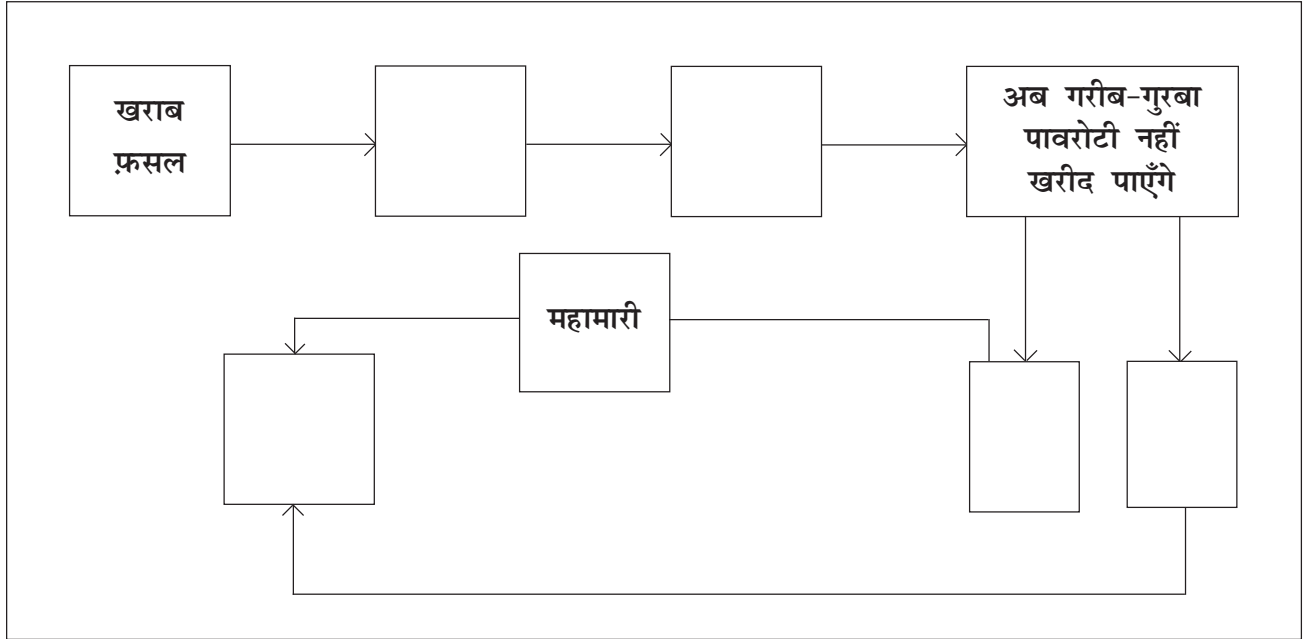 खराब
फ़सल
अब गरीब-गुरबा
पावरोटी नहीं
खरीद पाएँगे
महामारी